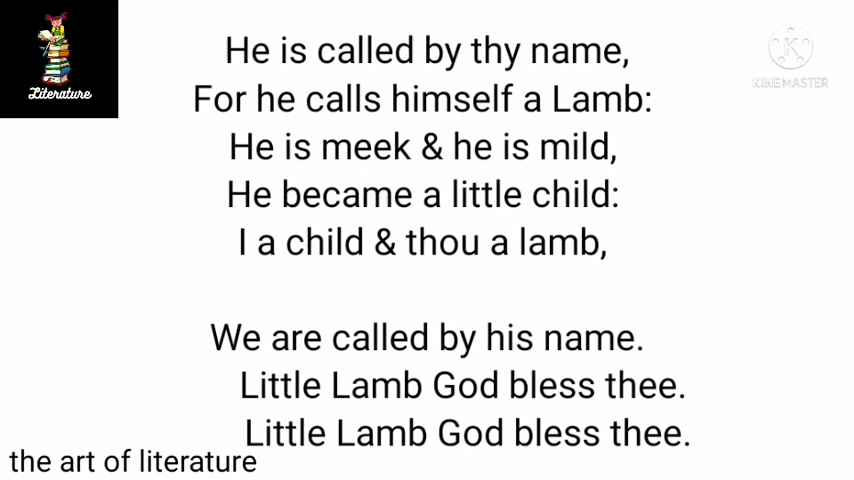 Literature
KINEMASTER
He is called by thy name,
For he calls himself a Lamb:
He is meek & he is mild,
He became a little child:
I a child & thou a lamb,
We are called by his name.
Little Lamb God bless thee.
Little Lamb God bless thee.
the art of literature